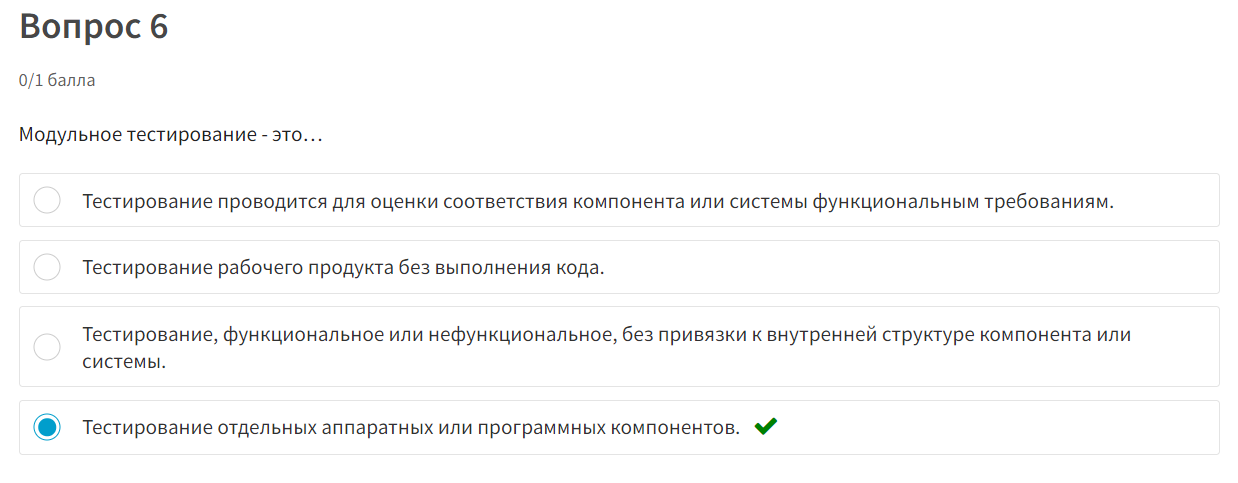 Вопрос 6
0/1 балла
Модульное тестирование - это…
Тестирование проводится для оценки соответствия компонента или системы функциональным требованиям.
Тестирование рабочего продукта без выполнения кода.
Тестирование, функциональное или нефункциональное, без привязки к внутренней структуре компонента или
системы.
Тестирование отдельных аппаратных или программных компонентов.